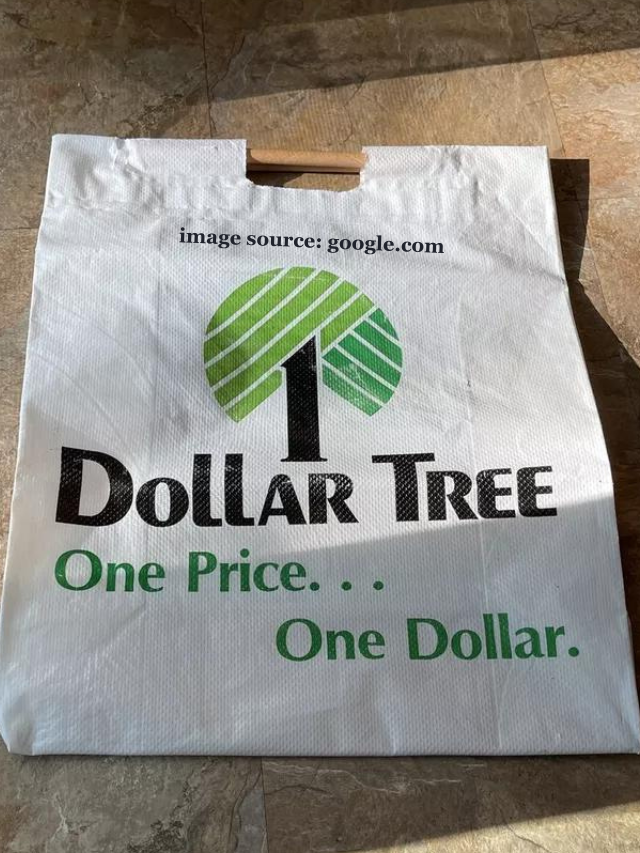 image source: google.com
1
Dollar Tree
One Price. . .
One Dollar.